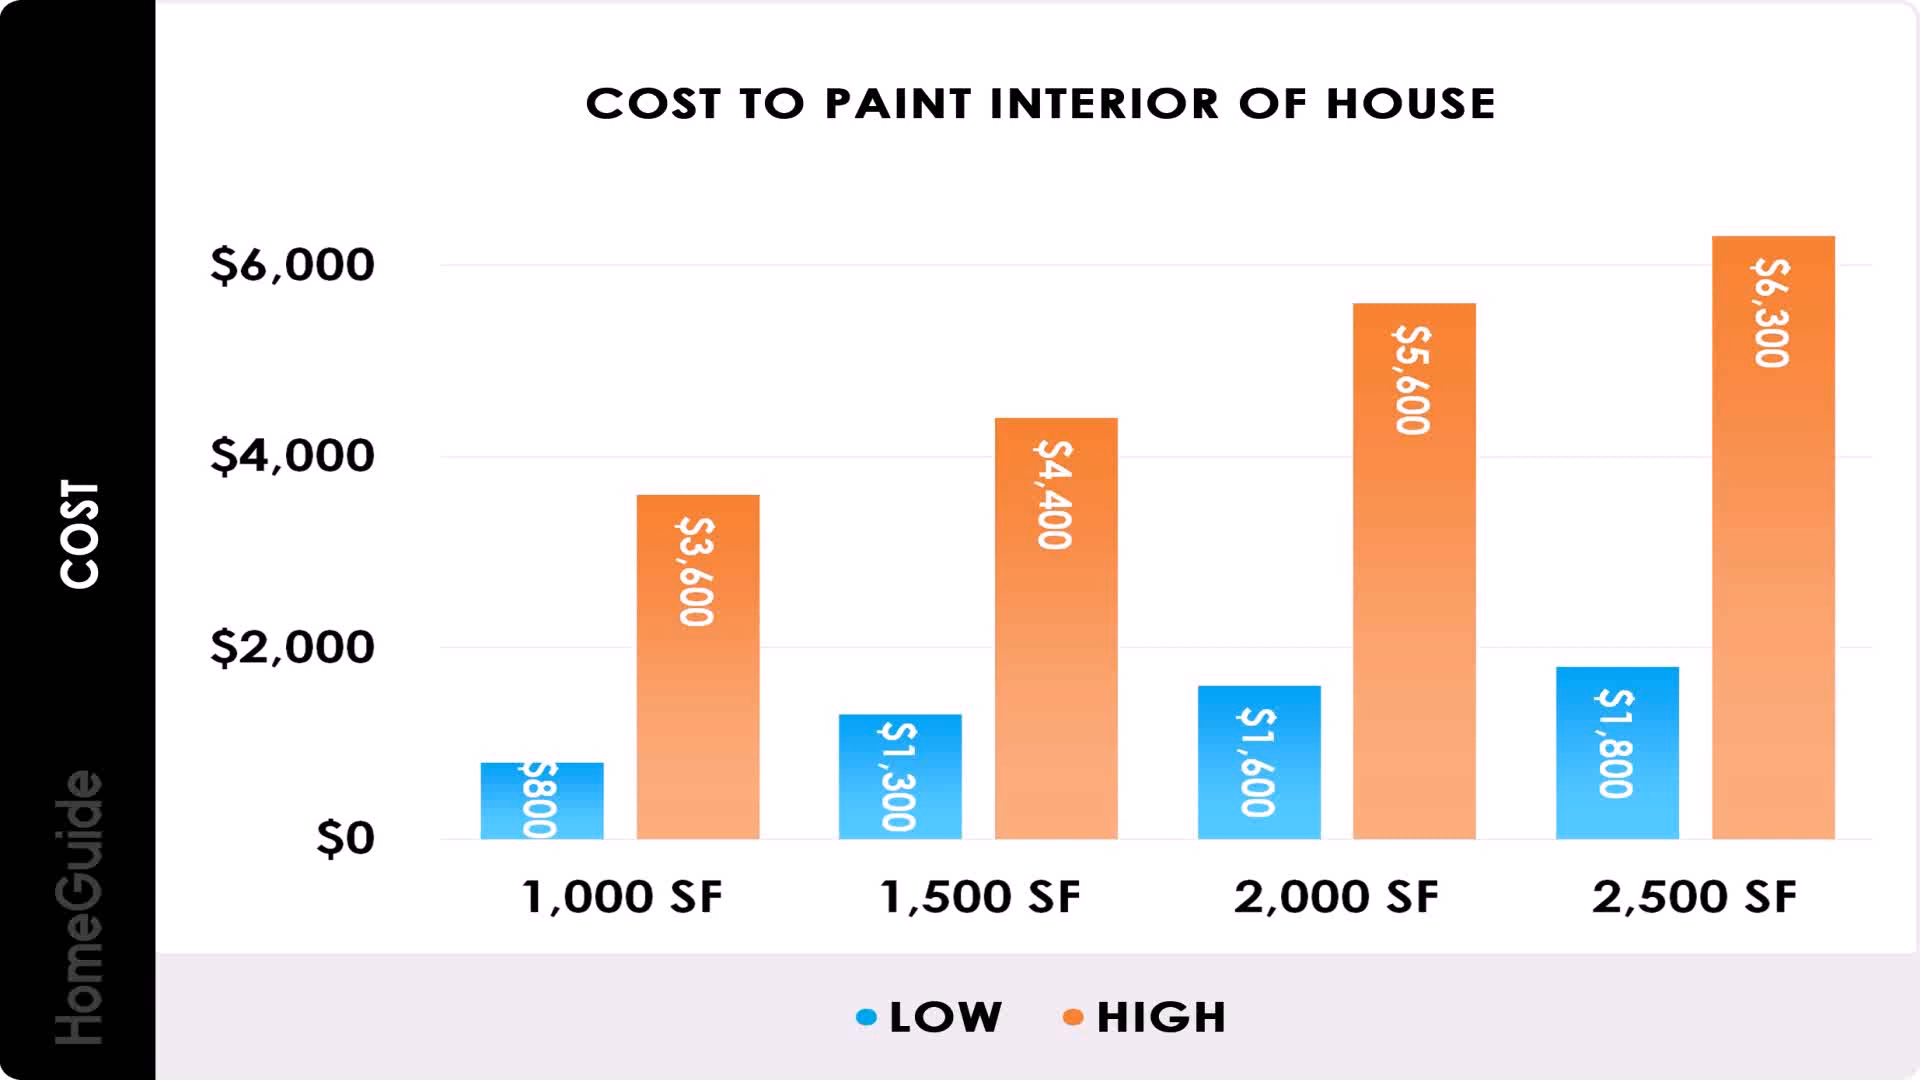 COST TO PAINT INTERIOR OF HOUSE
COST
$6,000
$4,000
$2,000
$0
$800
$3,600
$1,300
$4,400
$1,600
$5,600
$1,800
$6,300
1,000 SF
1,500 SF
2,000 SF
2,500 SF
LOW
HIGH
HomeGuide